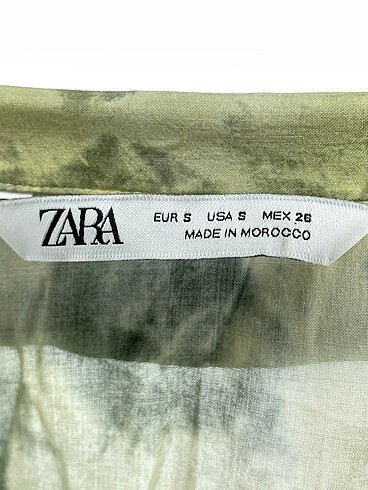 ZARA
EUR S USA S MEX 26
MADE IN MOROCCO